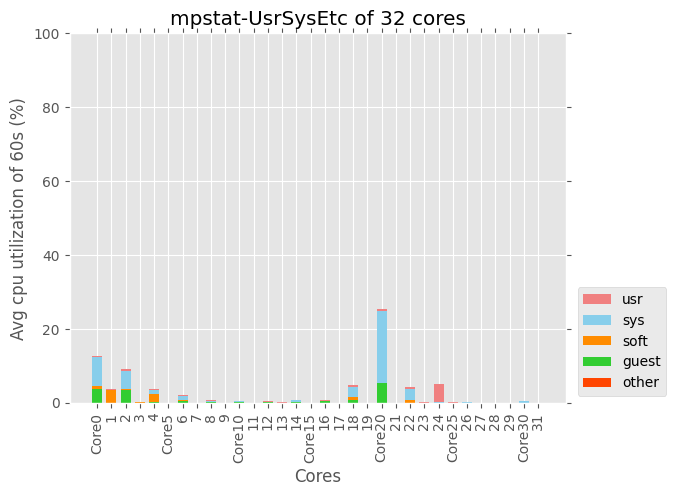 mpstat-UsrSysEtc of 32 cores
Avg cpu utilization of 60s (%)
100
80
60
40
20
0
Core0
1
2
3
4
Core5
6
7
8
9
Core10
11
12
13
14
Core15
16
17
18
19
Core20
21
22
23
24
Core25
26
27
28
29
Core30
31
Cores
usr
sys
soft
guest
other